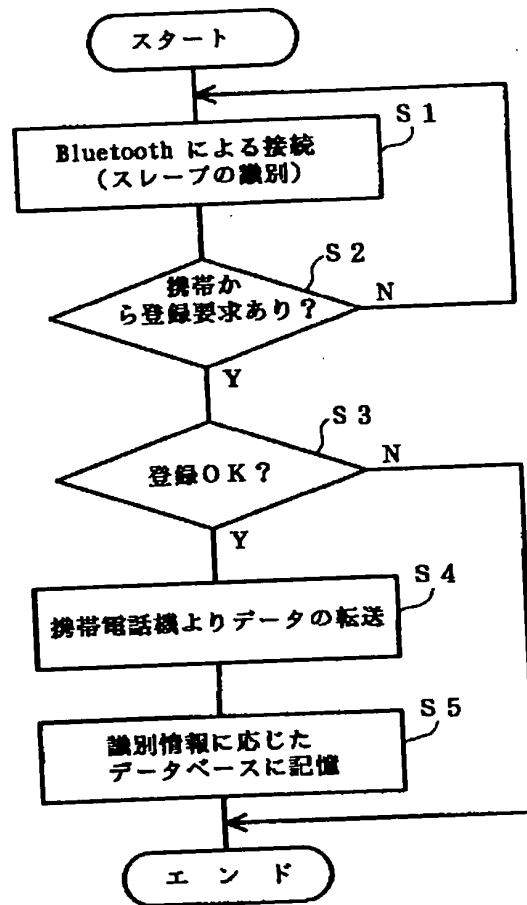 スタート
S1
Bluetooth による接続
(スレーブの識別)
S2
携帯か
ら登録要求あり?
N
Y
S3
登録OK?
N
Y
S4
携帯電話機よりデータの転送
S5
識別情報に応じた
データベースに記憶
エンド